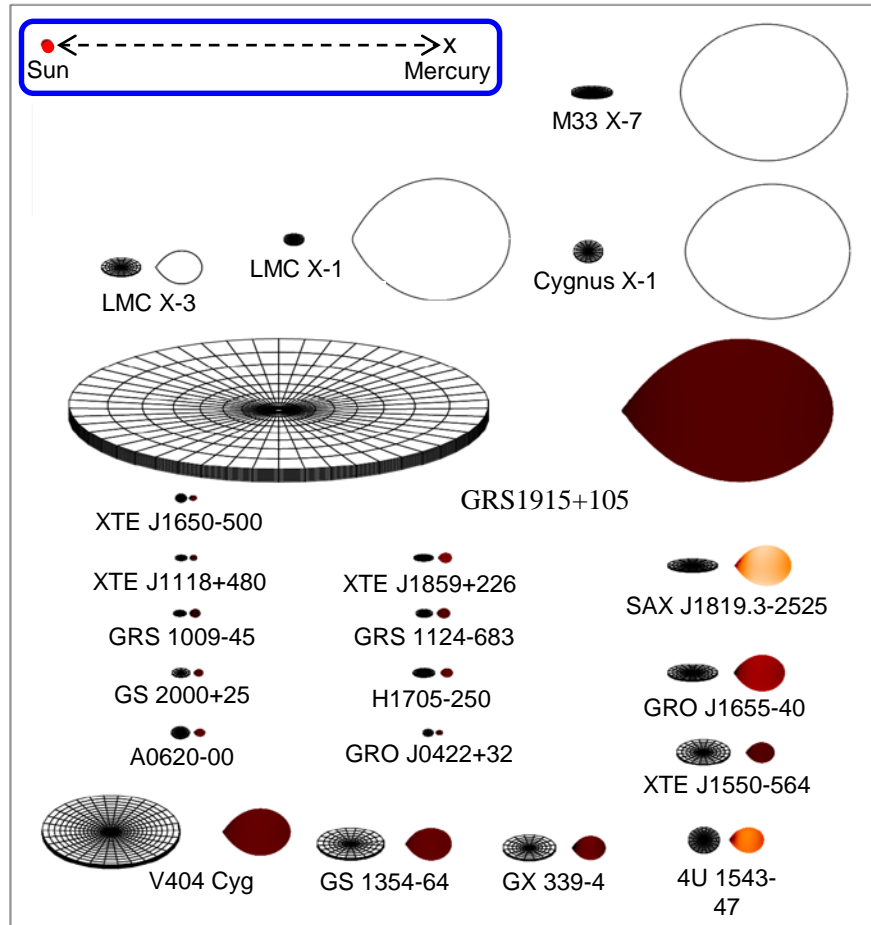 x
Sun
Mercury
M33 X-7
LMC X-1
Cygnus X-1
LMC X-3
GRS1915+105
XTE J1650-500
XTE J1118+480
XTE J1859+226
SAX J1819.3-2525
GRS 1009-45
GRS 1124-683
GS 2000+25
H1705-250
GRO J1655-40
A0620-00
GRO J0422+32
XTE J1550-564
V404 Cyg
GS 1354-64
GX 339-4
4U 1543-
47